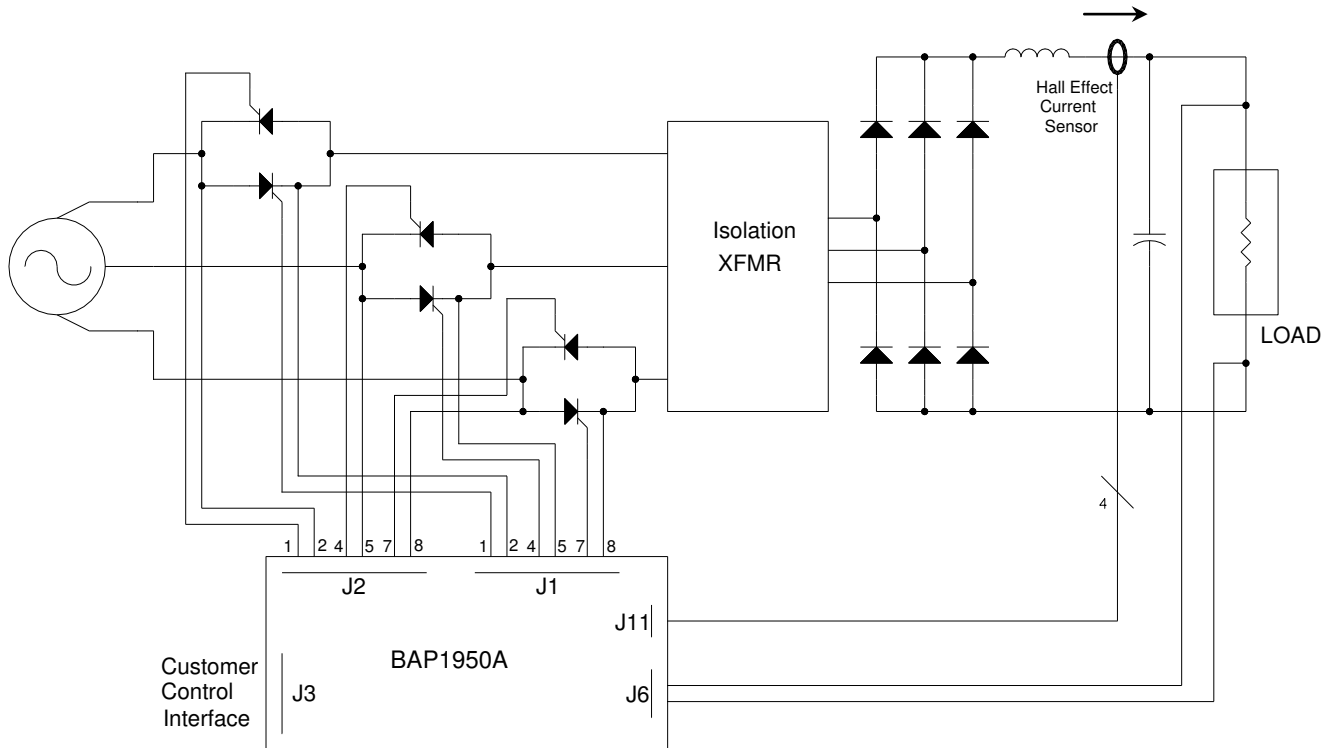 Hall Effect
Current
Sensor
Isolation
XFMR
LOAD
4
1
2
4
5
7
8
1
2
4
5
7
8
J2
J1
J11
BAP1950A
Customer
Control
Interface
J3
J6